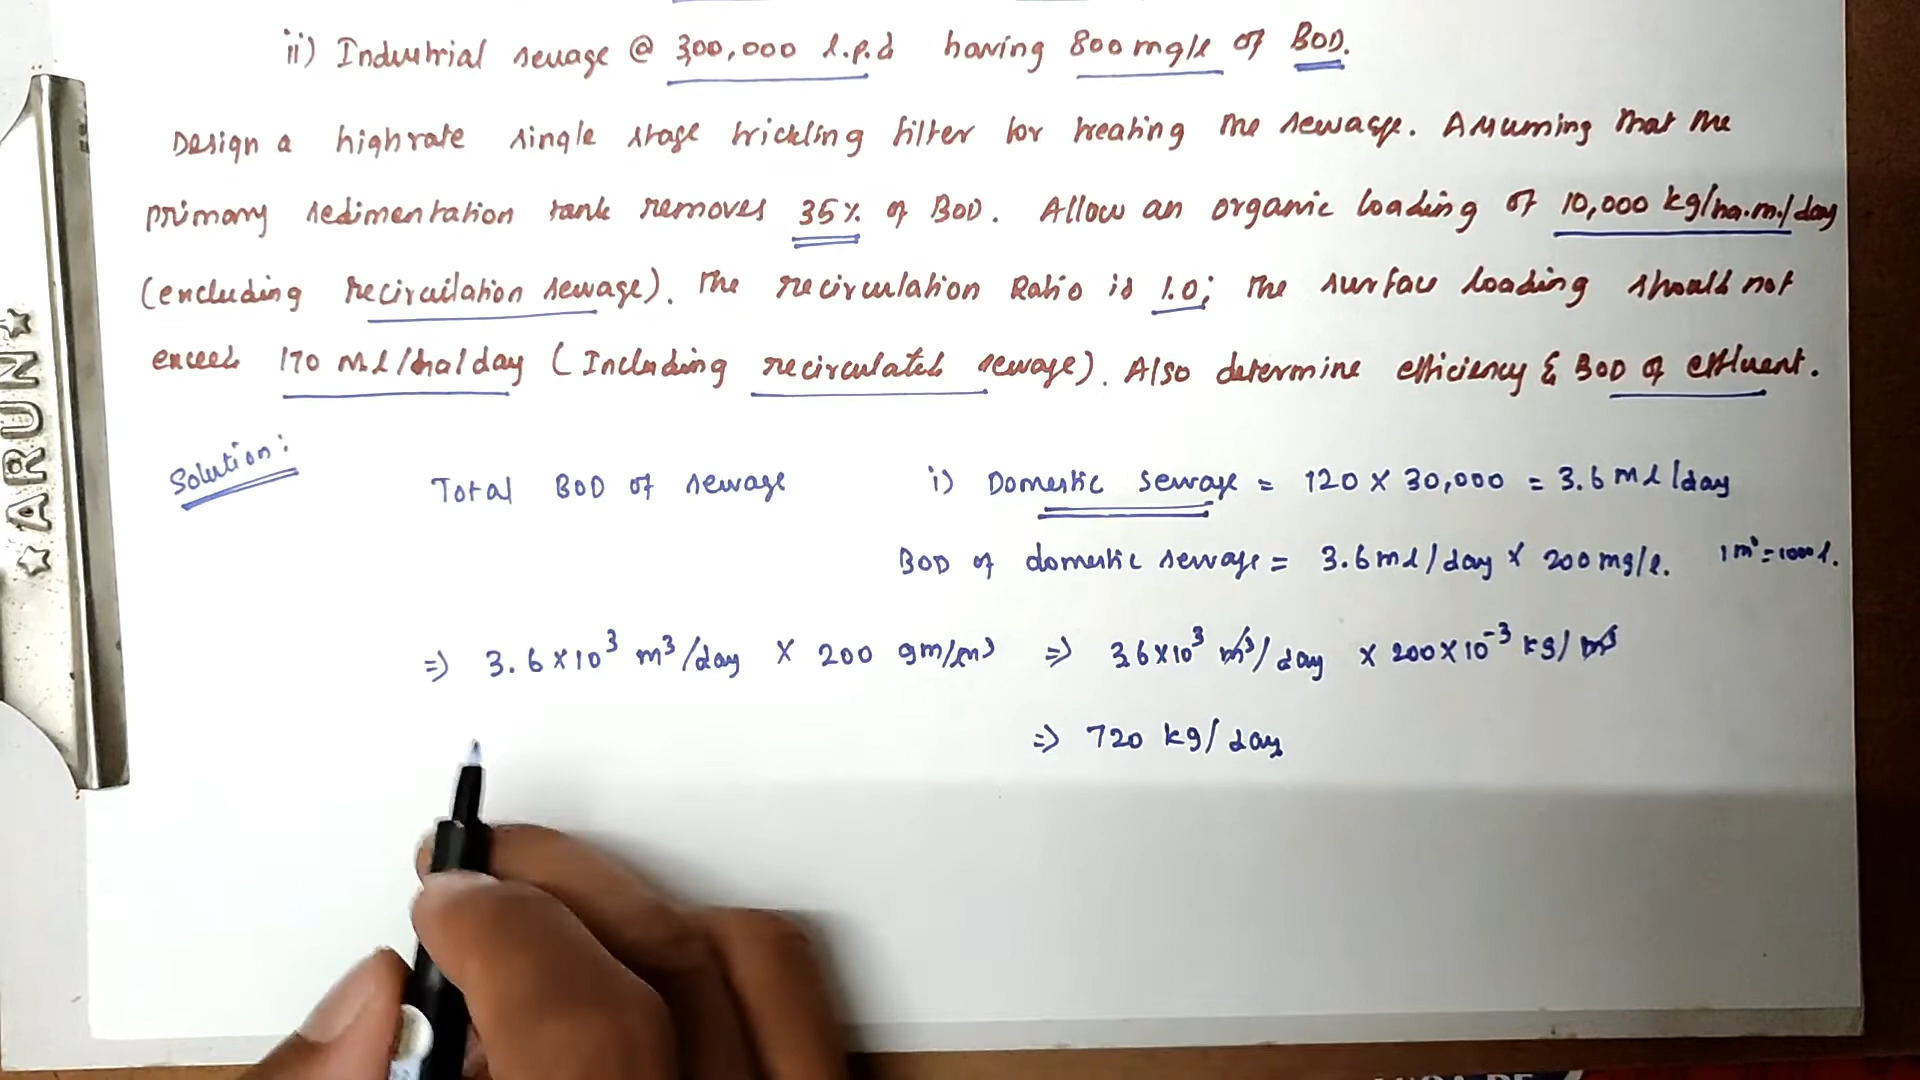 ii) Industrial sewage @ 300,000 l.p.d having 800 mg/l of BOD.
Design a highrate single stage trickling filter for treating the sewage. Assuming that the
primary sedimentation tank removes 35% of BOD. Allow an organic loading of 10,000 kg/ha.m./day
(excluding recirculation sewage). The recirculation Ratio is 1.0; The surface loading should not
exceed 170 Ml/ha/day (Including recirculated sewage). Also determine efficiency & BOD of effluent.
Solution:
Total BOD of sewage i) Domestic sewage = 120 × 30,000 = 3.6 Ml/day
BOD of domestic sewage = 3.6 Ml/day × 200 mg/l. 1 m³ = 1000 l.
⇒ 3.6×10³ m³/day × 200 gm/m³ ⇒ 3.6×10³ m³/day × 200×10⁻³ kg/m³
⇒ 720 kg/day
ARUN